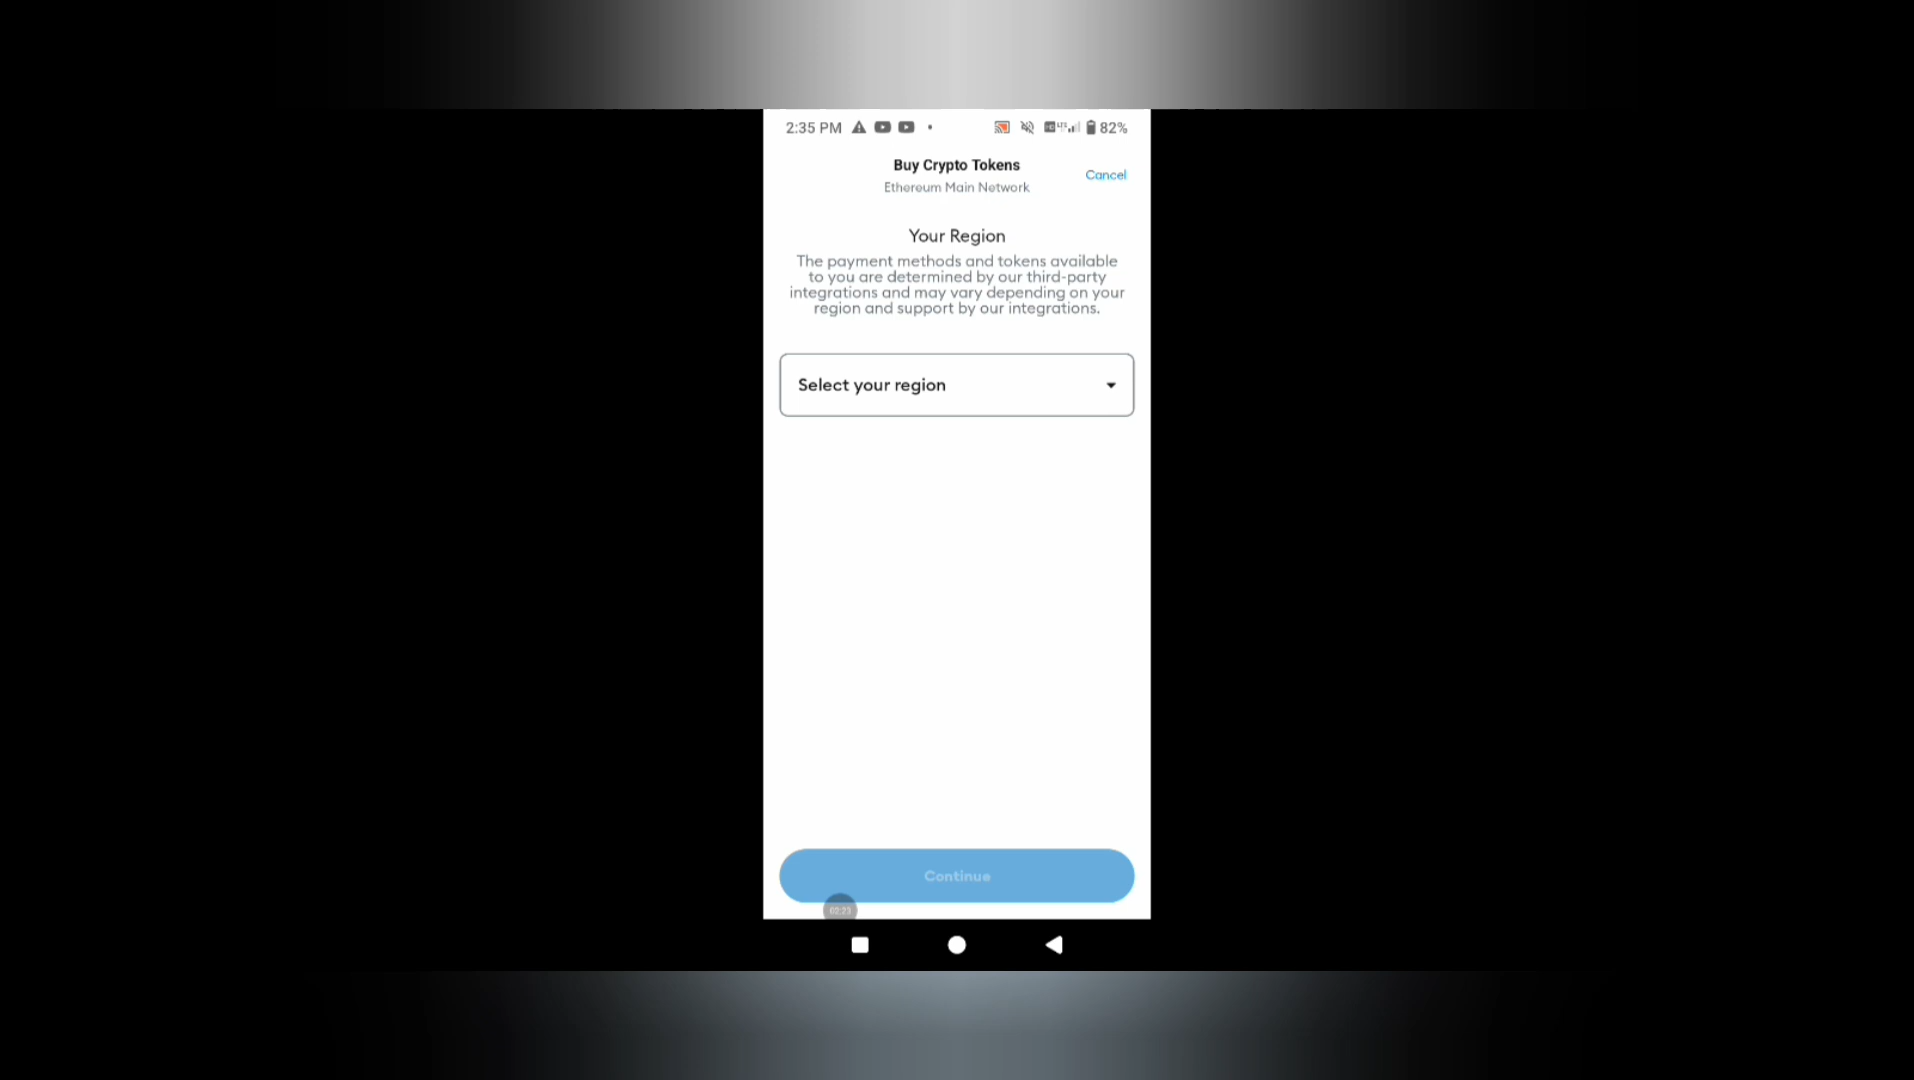 2:35 PM
82%
Buy Crypto Tokens
Cancel
Ethereum Main Network
Your Region
The payment methods and tokens available
to you are determined by our third-party
integrations and may vary depending on your
region and support by our integrations.
Select your region
Continue
02:23